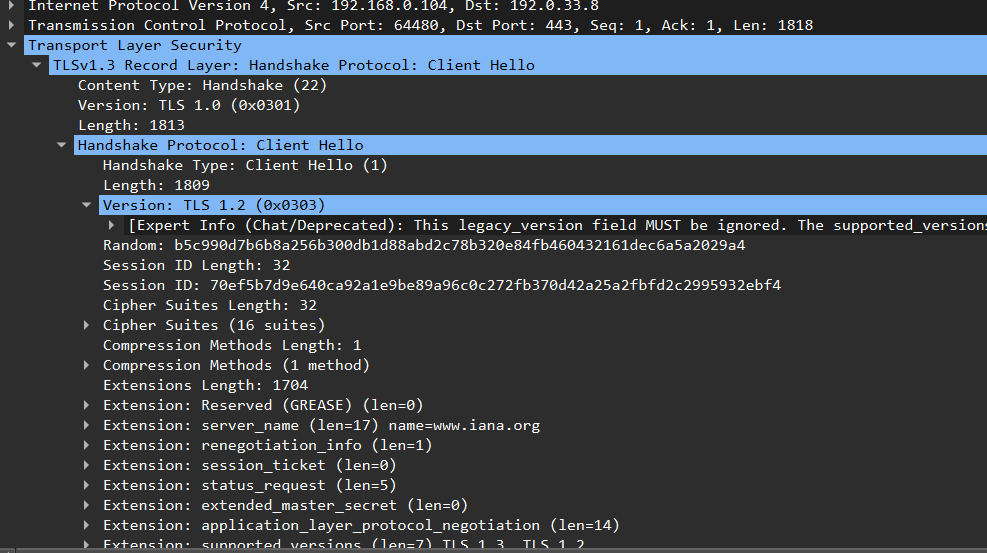 Internet Protocol Version 4, Src: 192.168.0.104, Dst: 192.0.33.8
Transmission Control Protocol, Src Port: 64480, Dst Port: 443, Seq: 1, Ack: 1, Len: 1818
Transport Layer Security
TLSv1.3 Record Layer: Handshake Protocol: Client Hello
Content Type: Handshake (22)
Version: TLS 1.0 (0x0301)
Length: 1813
Handshake Protocol: Client Hello
Handshake Type: Client Hello (1)
Length: 1809
Version: TLS 1.2 (0x0303)
[Expert Info (Chat/Deprecated): This legacy_version field MUST be ignored. The supported_versions
Random: b5c990d7b6b8a256b300db1d88abd2c78b320e84fb460432161dec6a5a2029a4
Session ID Length: 32
Session ID: 70ef5b7d9e640ca92a1e9be89a96c0c272fb370d42a25a2fbfd2c2995932ebf4
Cipher Suites Length: 32
Cipher Suites (16 suites)
Compression Methods Length: 1
Compression Methods (1 method)
Extensions Length: 1704
Extension: Reserved (GREASE) (len=0)
Extension: server_name (len=17) name=www.iana.org
Extension: renegotiation_info (len=1)
Extension: session_ticket (len=0)
Extension: status_request (len=5)
Extension: extended_master_secret (len=0)
Extension: application_layer_protocol_negotiation (len=14)
Extension: supported_versions (len=7) TLS 1.3, TLS 1.2